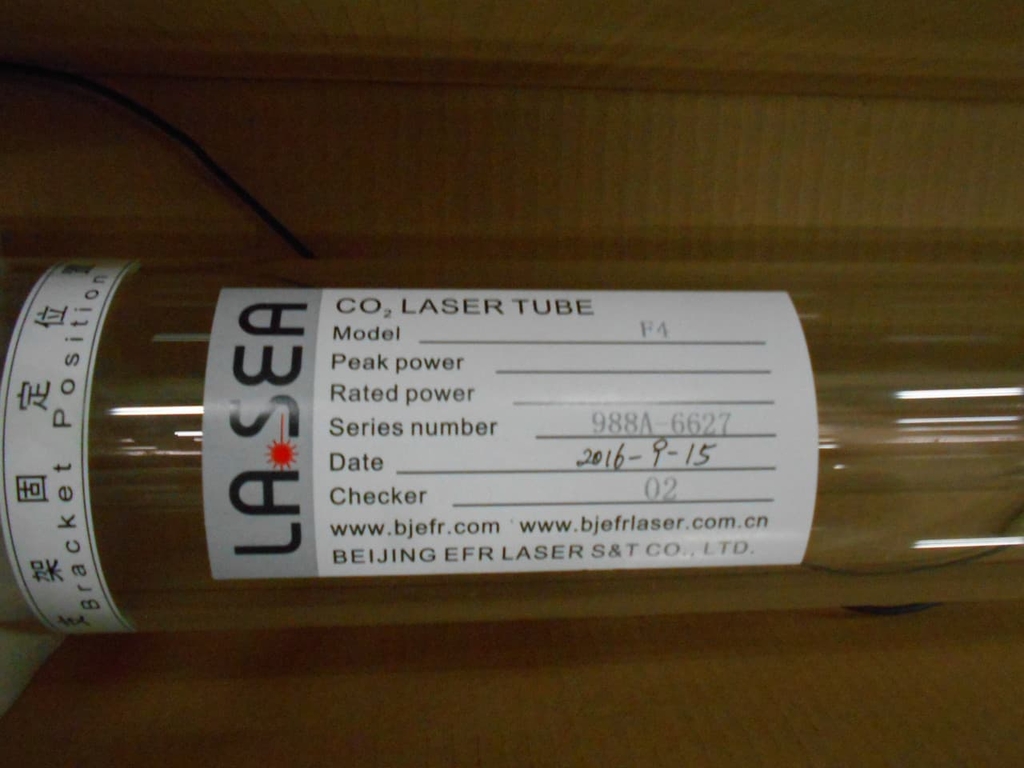 支架固定位置
Bracket Position
LASEA
CO₂ LASER TUBE
Model F4
Peak power
Rated power
Series number 988A-6627
Date 2016-9-15
Checker 02
www.bjefr.com www.bjefrlaser.com.cn
BEIJING EFR LASER S&T CO., LTD.